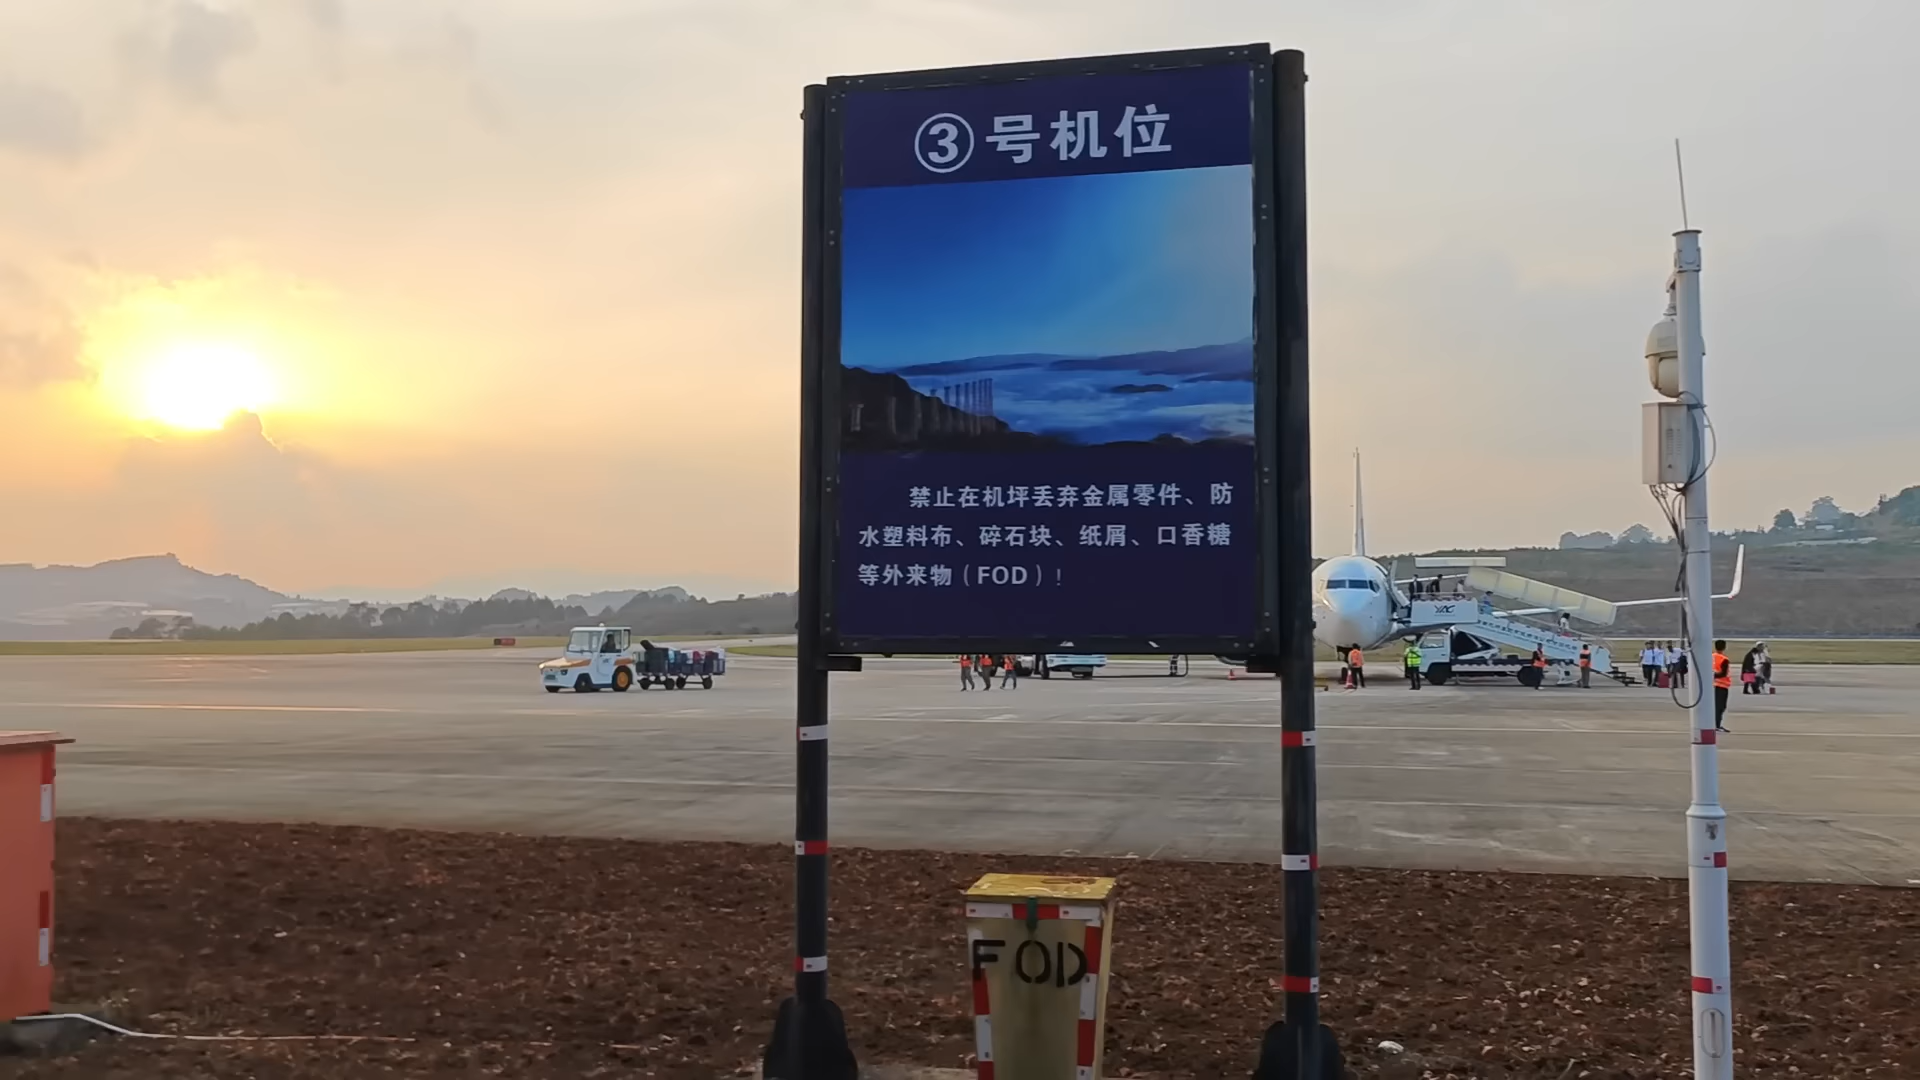 ③号机位
禁止在机坪丢弃金属零件、防
水塑料布、碎石块、纸屑、口香糖
等外来物（FOD）！
YAG
FOD